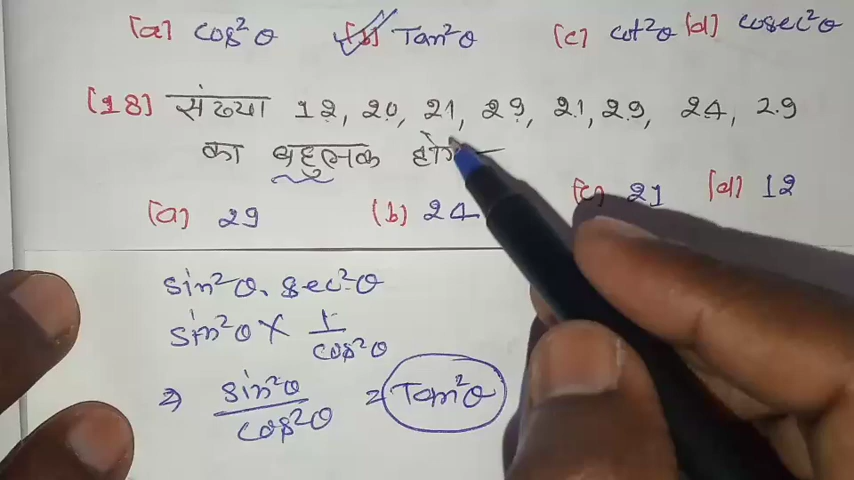 (a) cos²θ (b) Tan²θ (c) cot²θ (d) cosec²θ
(18) संख्या 12, 20, 21, 29, 21, 29, 24, 29
का बहुलक
(a) 29 (b) 24 (c) 21 (d) 12
sin²θ. sec²θ
sin²θ × 1/cos²θ
⇒ sin²θ/cos²θ = Tan²θ